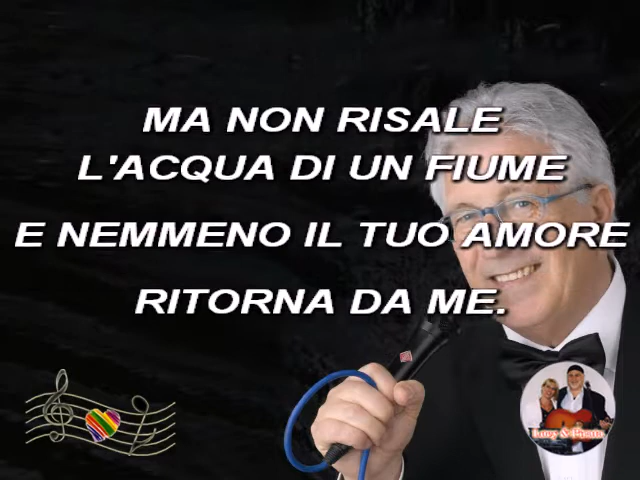 MA NON RISALE
L'ACQUA DI UN FIUME
E NEMMENO IL TUO AMORE
RITORNA DA ME.